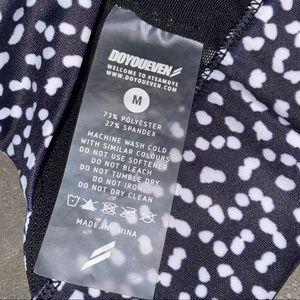 DOYOUEVEN
WELCOME TO #TEAMDYE
WWW.DOYOUEVEN.COM
M
73% POLYESTER
27% SPANDEX
MACHINE WASH COLD
WITH SIMILAR COLOURS
DO NOT USE SOFTENER
DO NOT BLEACH
DO NOT TUMBLE DRY
DO NOT IRON
DO NOT DRY CLEAN
MADE IN CHINA